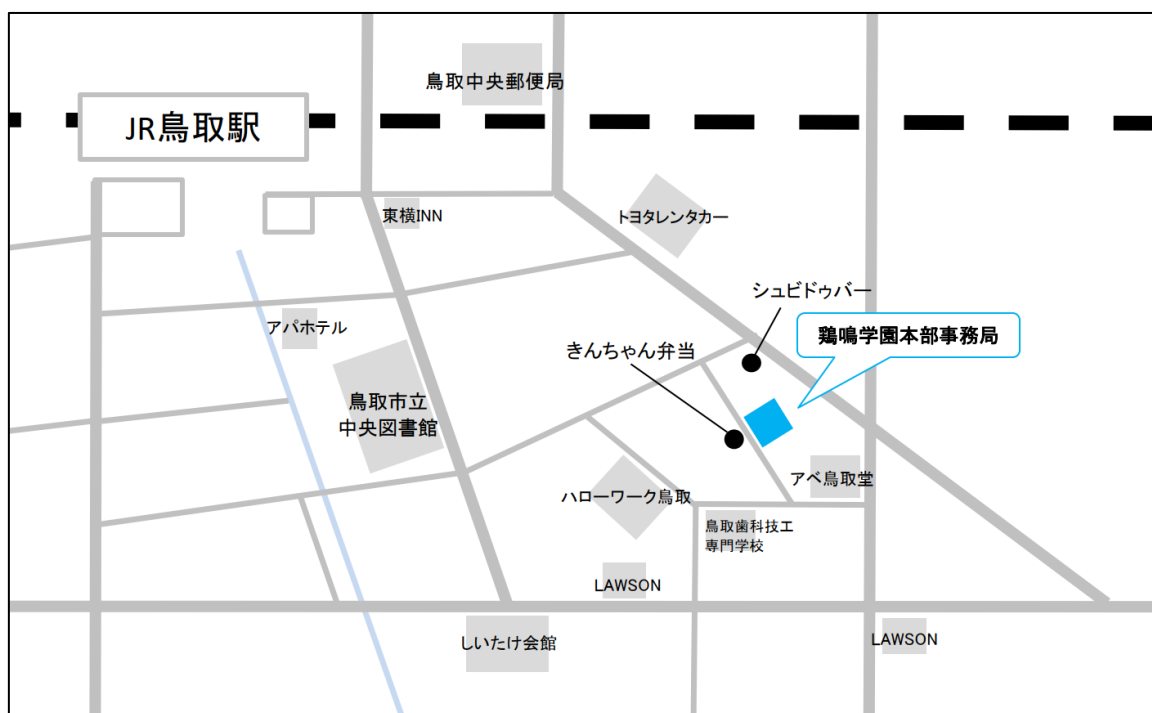 鳥取中央郵便局
JR鳥取駅
東横INN
トヨタレンタカー
シュビドゥバー
アパホテル
鶏鳴学園本部事務局
きんちゃん弁当
鳥取市立
中央図書館
アベ鳥取堂
ハローワーク鳥取
鳥取歯科技工
専門学校
LAWSON
しいたけ会館
LAWSON